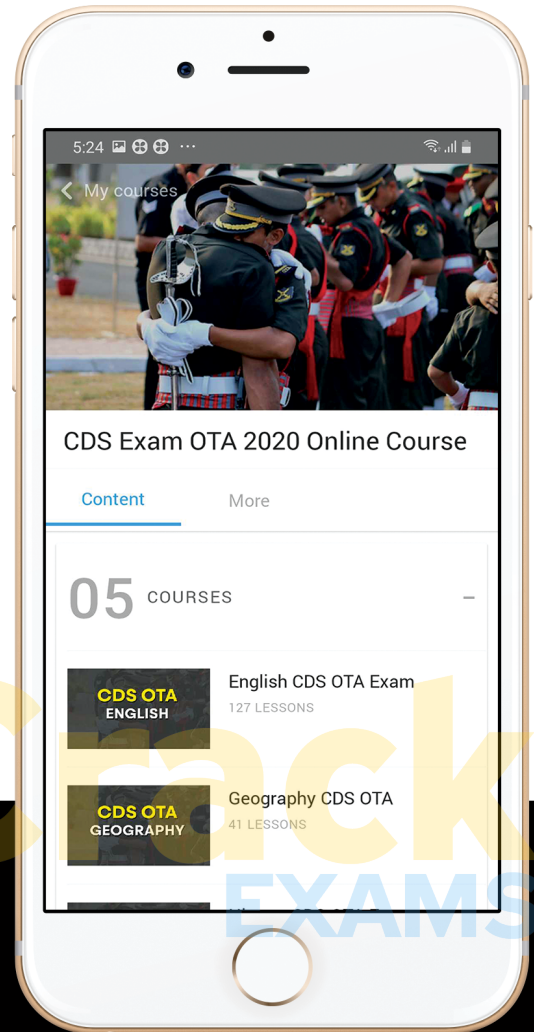 5:24
My courses
CDS Exam OTA 2020 Online Course
Content
More
05 COURSES
CDS OTA
ENGLISH
English CDS OTA Exam
127 LESSONS
CDS OTA
GEOGRAPHY
Geography CDS OTA
41 LESSONS
Crack
EXAMS